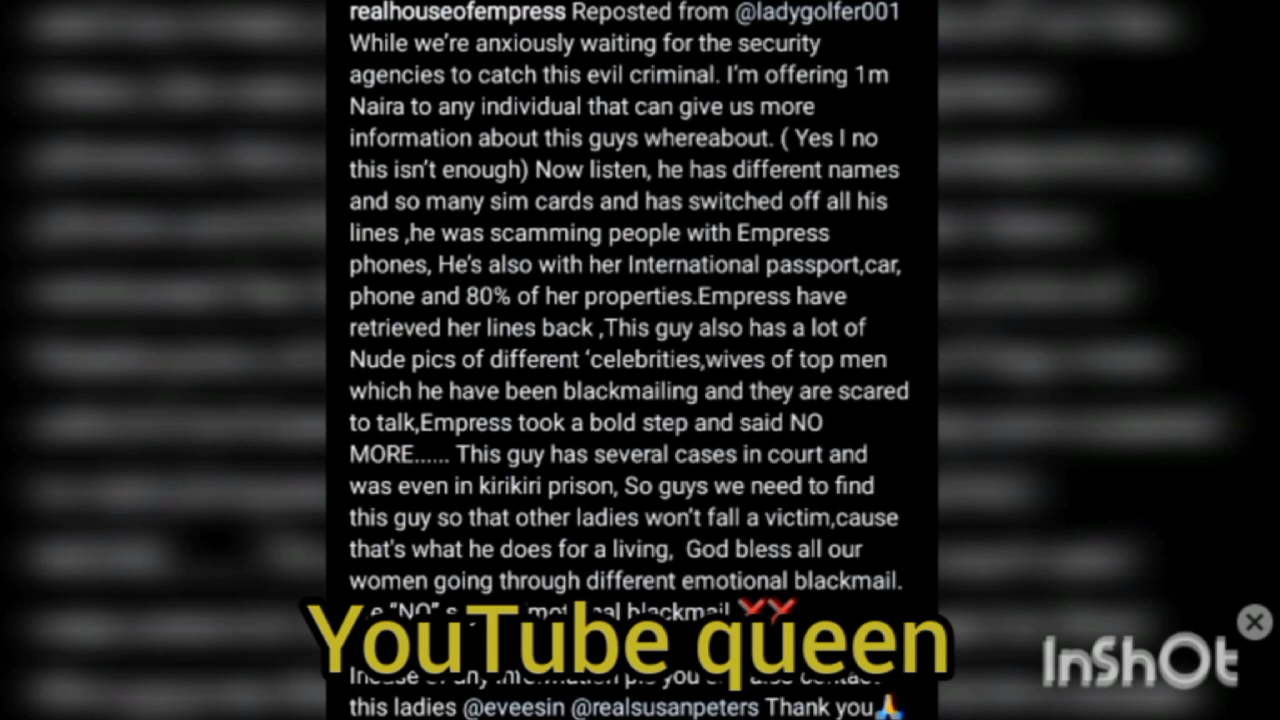 realhouseofempress Reposted from @ladygolfer001
While we’re anxiously waiting for the security
agencies to catch this evil criminal. I’m offering 1m
Naira to any individual that can give us more
information about this guys whereabout. ( Yes I no
this isn’t enough) Now listen, he has different names
and so many sim cards and has switched off all his
lines ,he was scamming people with Empress
phones, He’s also with her International passport,car,
phone and 80% of her properties.Empress have
retrieved her lines back ,This guy also has a lot of
Nude pics of different ‘celebrities,wives of top men
which he have been blackmailing and they are scared
to talk,Empress took a bold step and said NO
MORE...... This guy has several cases in court and
was even in kirikiri prison, So guys we need to find
this guy so that other ladies won’t fall a victim,cause
that’s what he does for a living, God bless all our
women going through different emotional blackmail.
“NO” blackmail ❌❌
YouTube queen
InShOt
this ladies @eveesin @realsusanpeters Thank you🙏